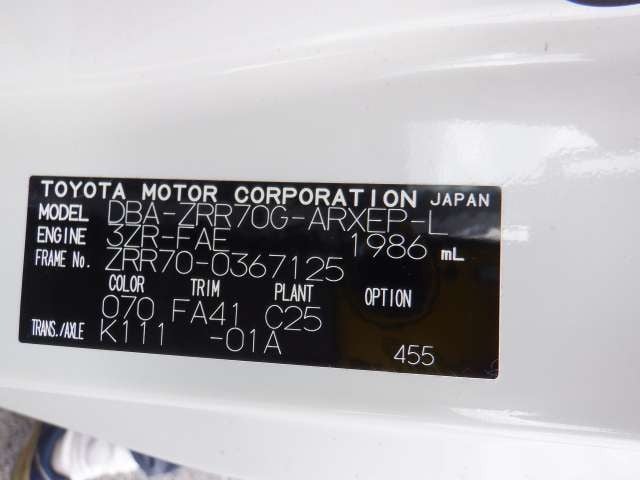 TOYOTA MOTOR CORPORATION JAPAN
MODEL DBA-ZRR70G-ARXEP-L
ENGINE 3ZR-FAE 1986 mL
FRAME No. ZRR70-0367125
COLOR TRIM PLANT OPTION
070 FA41 C25
TRANS./AXLE K111 -01A
455